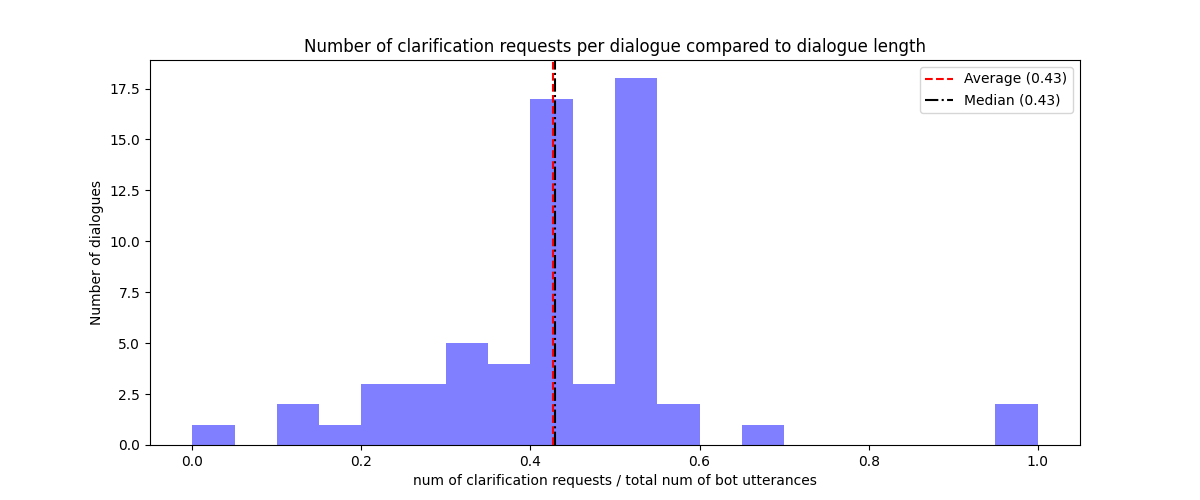 Number of clarification requests per dialogue compared to dialogue length
Average (0.43)
Median (0.43)
17.5
15.0
12.5
10.0
7.5
5.0
2.5
0.0
Number of dialogues
0.0 0.2 0.4 0.6 0.8 1.0
num of clarification requests / total num of bot utterances